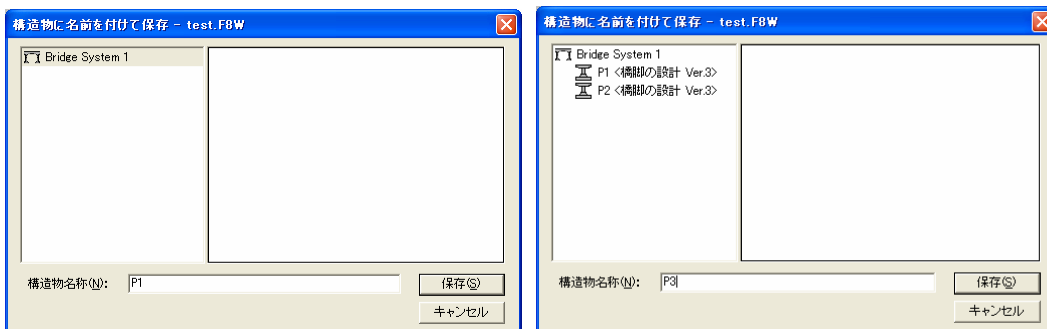 構造物に名前を付けて保存 - test.F8W
Bridge System 1
構造物名称(N): P1
保存(S)
キャンセル
構造物に名前を付けて保存 - test.F8W
Bridge System 1
P1 <橋脚の設計 Ver.3>
P2 <橋脚の設計 Ver.3>
構造物名称(N): P3
保存(S)
キャンセル